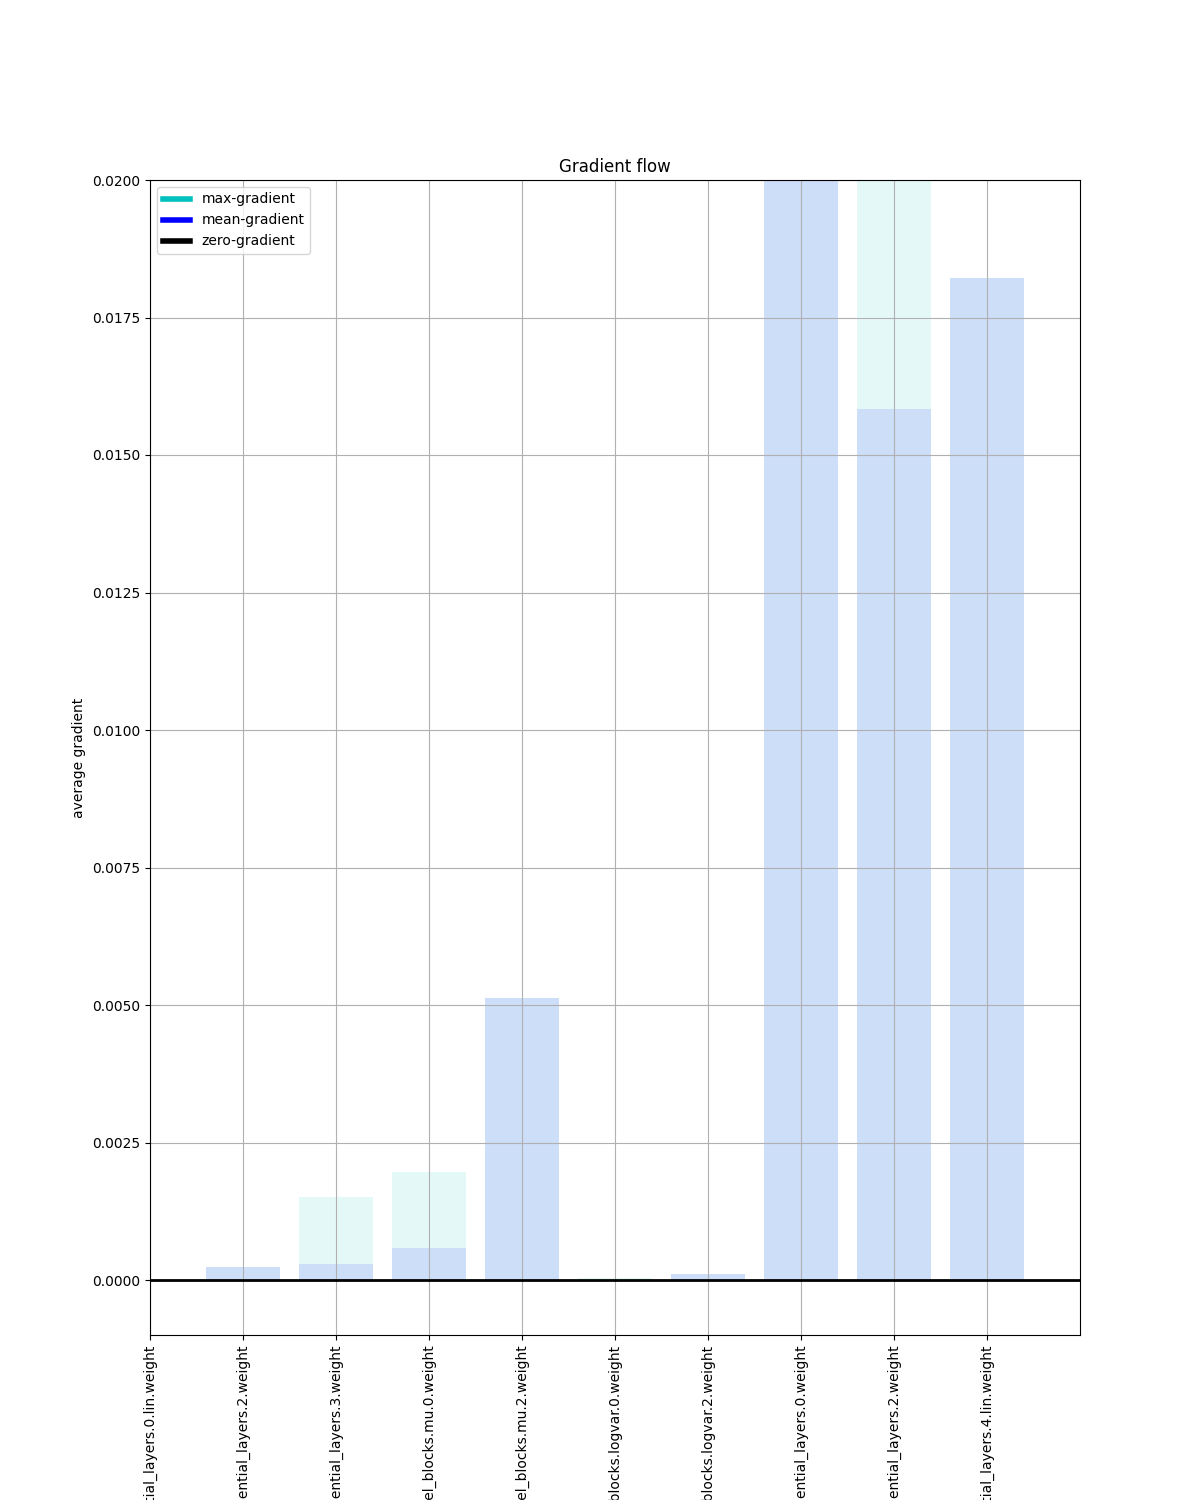 Gradient flow
max-gradient
mean-gradient
zero-gradient
0.0200
0.0175
0.0150
0.0125
0.0100
0.0075
0.0050
0.0025
0.0000
average gradient
tial_layers.0.lin.weight
ential_layers.2.weight
ential_layers.3.weight
el_blocks.mu.0.weight
el_blocks.mu.2.weight
blocks.logvar.0.weight
blocks.logvar.2.weight
ential_layers.0.weight
ential_layers.2.weight
tial_layers.4.lin.weight